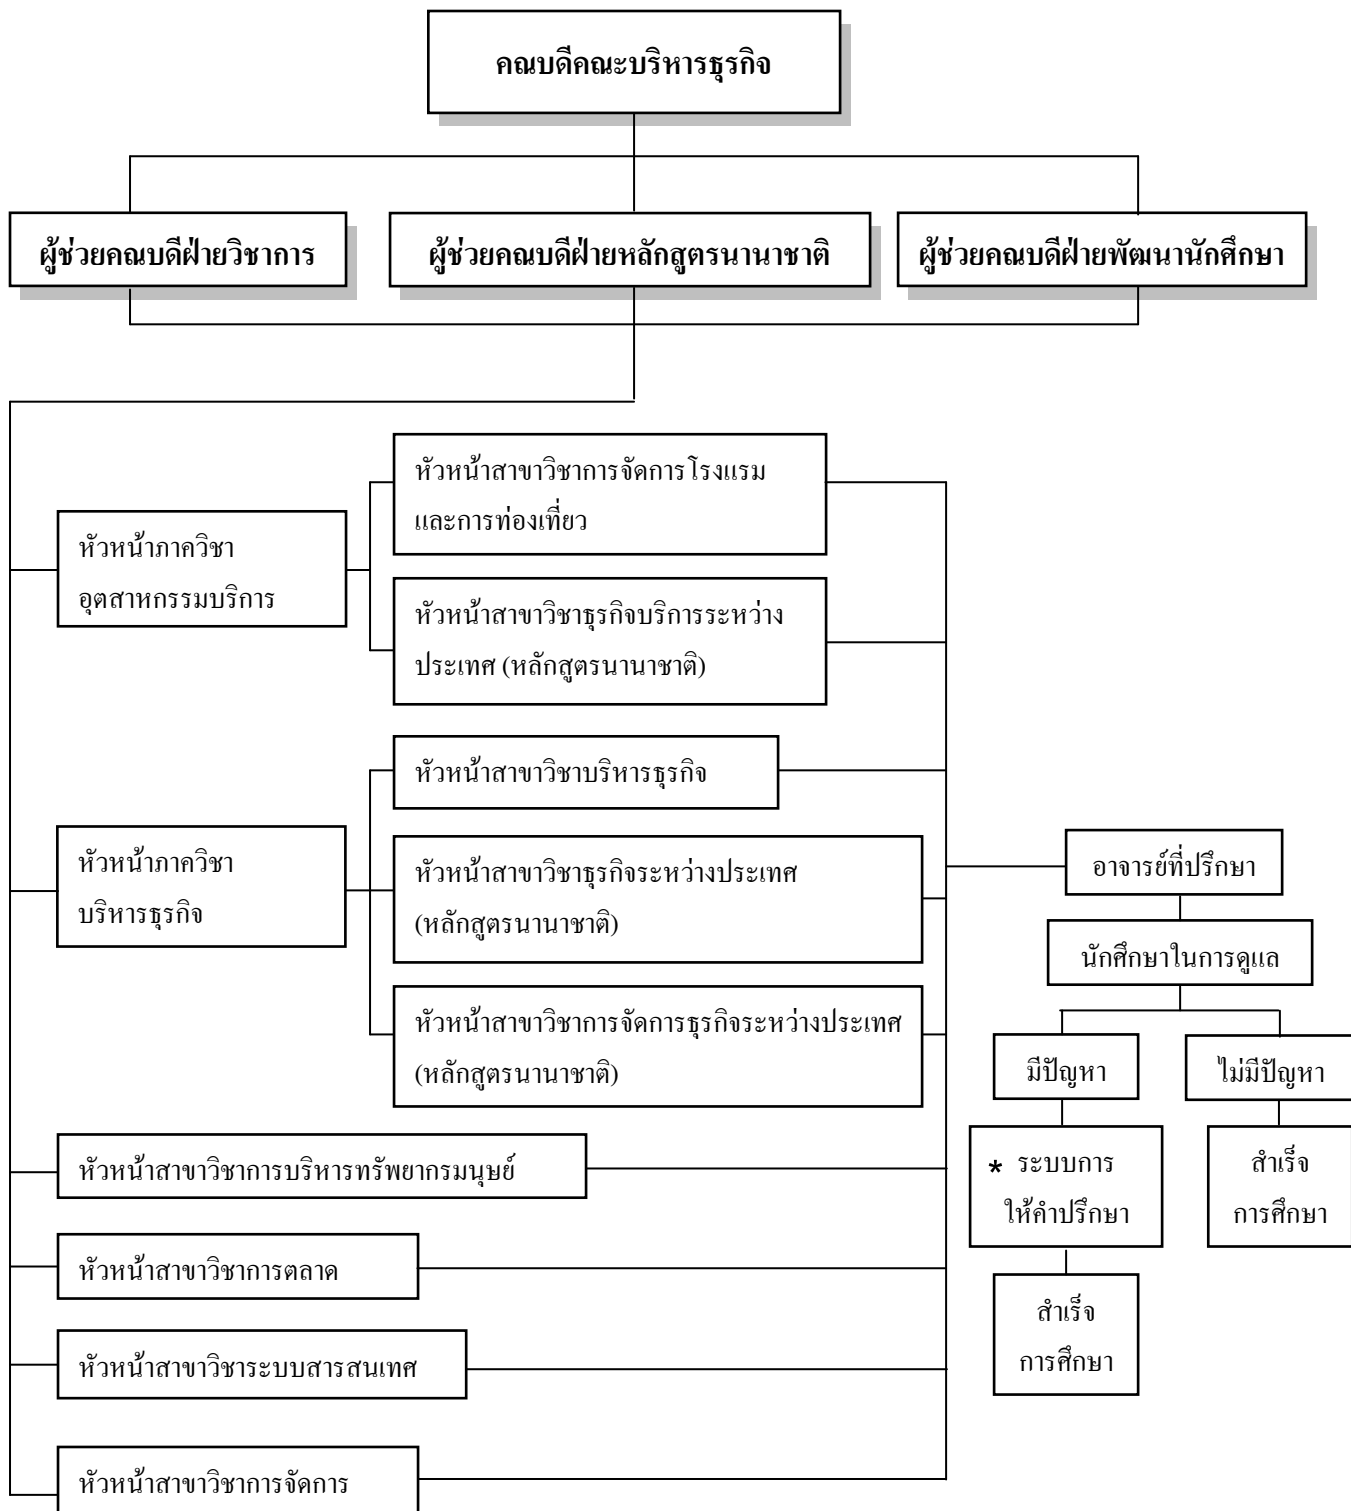 คณบดีคณะบริหารธุรกิจ
ผู้ช่วยคณบดีฝ่ายวิชาการ
ผู้ช่วยคณบดีฝ่ายหลักสูตรนานาชาติ
ผู้ช่วยคณบดีฝ่ายพัฒนานักศึกษา
หัวหน้าภาควิชา
อุตสาหกรรมบริการ
หัวหน้าสาขาวิชาการจัดการโรงแรม
และการท่องเที่ยว
หัวหน้าสาขาวิชาธุรกิจบริการระหว่าง
ประเทศ (หลักสูตรนานาชาติ)
หัวหน้าภาควิชา
บริหารธุรกิจ
หัวหน้าสาขาวิชาบริหารธุรกิจ
หัวหน้าสาขาวิชาธุรกิจระหว่างประเทศ
(หลักสูตรนานาชาติ)
หัวหน้าสาขาวิชาการจัดการธุรกิจระหว่างประเทศ
(หลักสูตรนานาชาติ)
หัวหน้าสาขาวิชาการบริหารทรัพยากรมนุษย์
หัวหน้าสาขาวิชาการตลาด
หัวหน้าสาขาวิชาระบบสารสนเทศ
หัวหน้าสาขาวิชาการจัดการ
อาจารย์ที่ปรึกษา
นักศึกษาในการดูแล
มีปัญหา
ไม่มีปัญหา
* ระบบการ
ให้คำปรึกษา
สำเร็จ
การศึกษา
สำเร็จ
การศึกษา